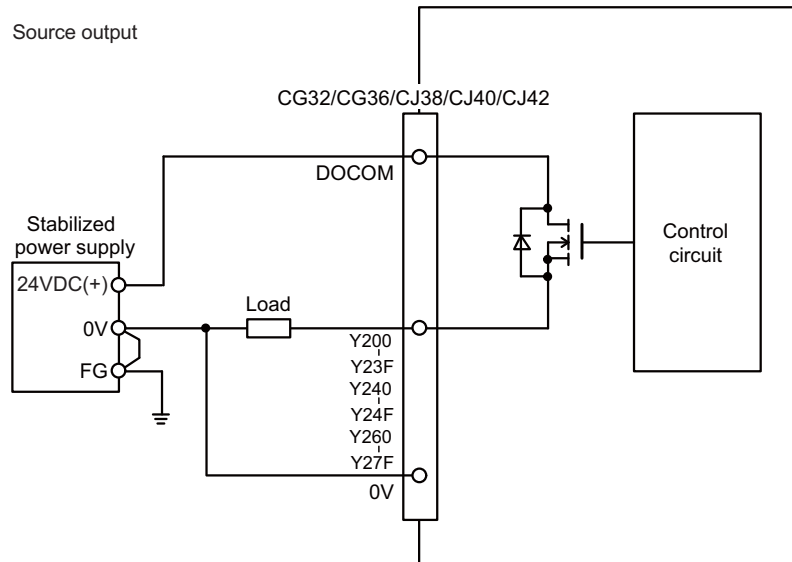 Source output
CG32/CG36/CJ38/CJ40/CJ42
DOCOM
Stabilized
power supply
24VDC(+)
0V
FG
Load
Control
circuit
Y200
Y23F
Y240
Y24F
Y260
Y27F
0V